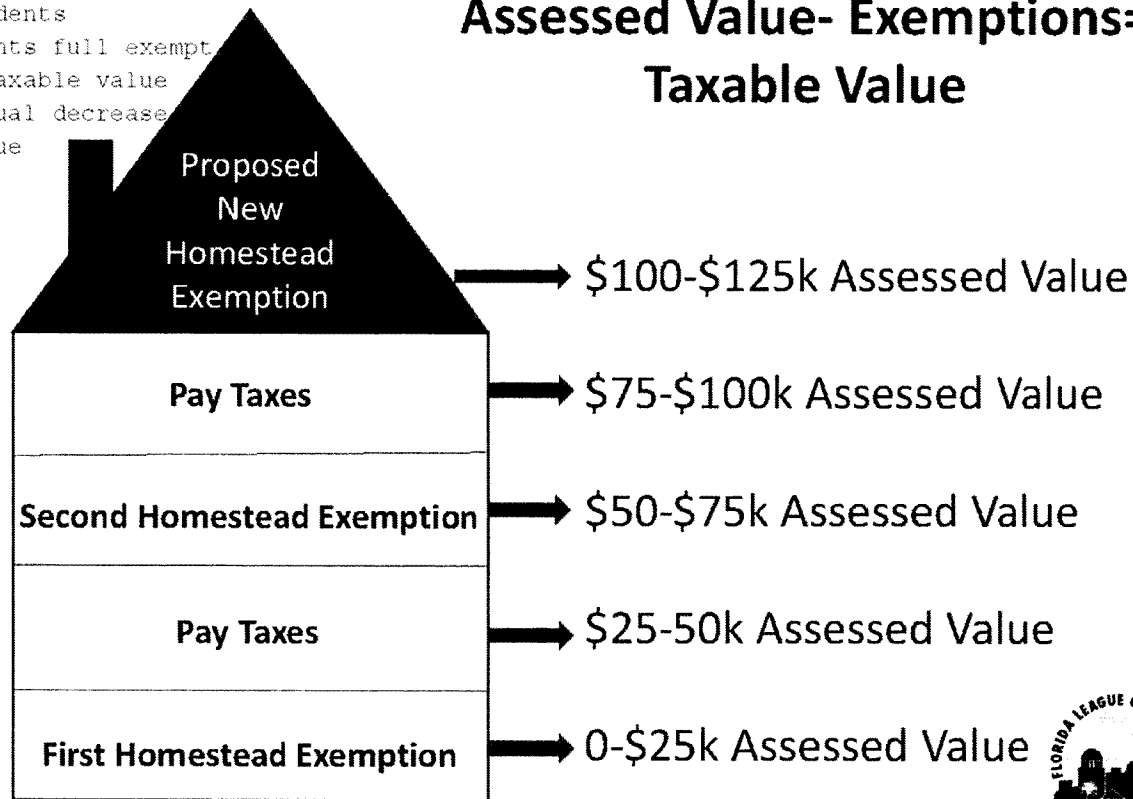 dents
nts full exempt
axable value
ual decrease
ue
Assessed Value- Exemptions=
Taxable Value
Proposed
New
Homestead
Exemption
$100-$125k Assessed Value
Pay Taxes
$75-$100k Assessed Value
Second Homestead Exemption
$50-$75k Assessed Value
Pay Taxes
$25-50k Assessed Value
First Homestead Exemption
0-$25k Assessed Value
FLORIDA LEAGUE